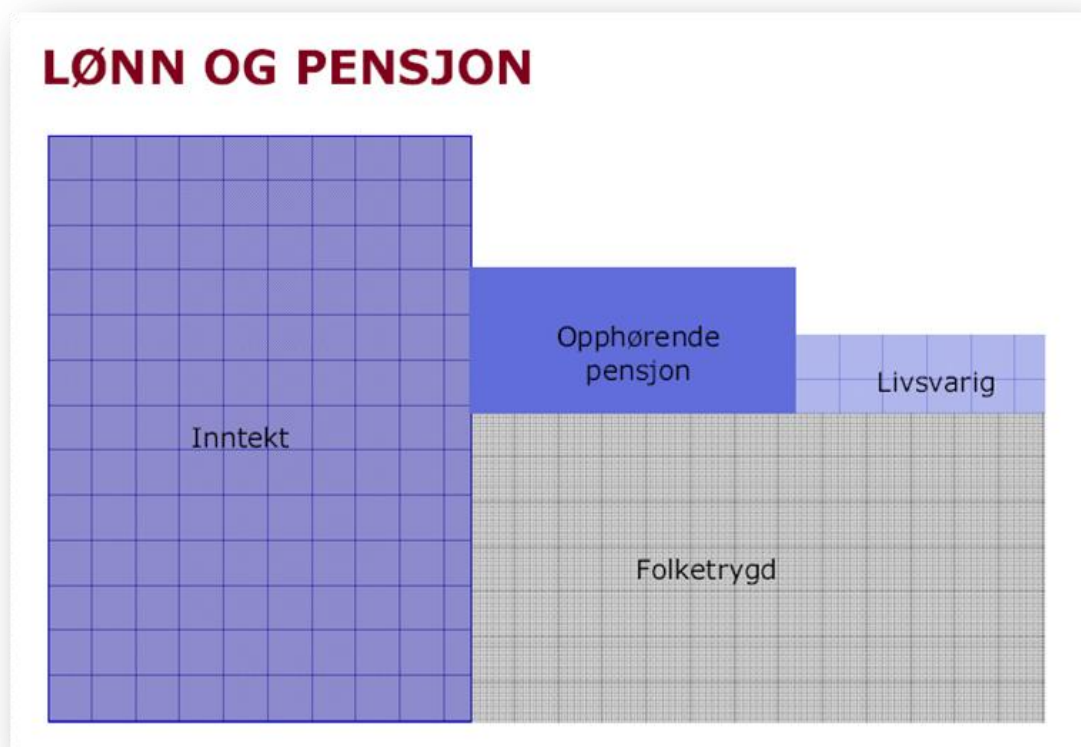 LØNN OG PENSJON
Opphørende
pensjon
Livsvarig
Inntekt
Folketrygd